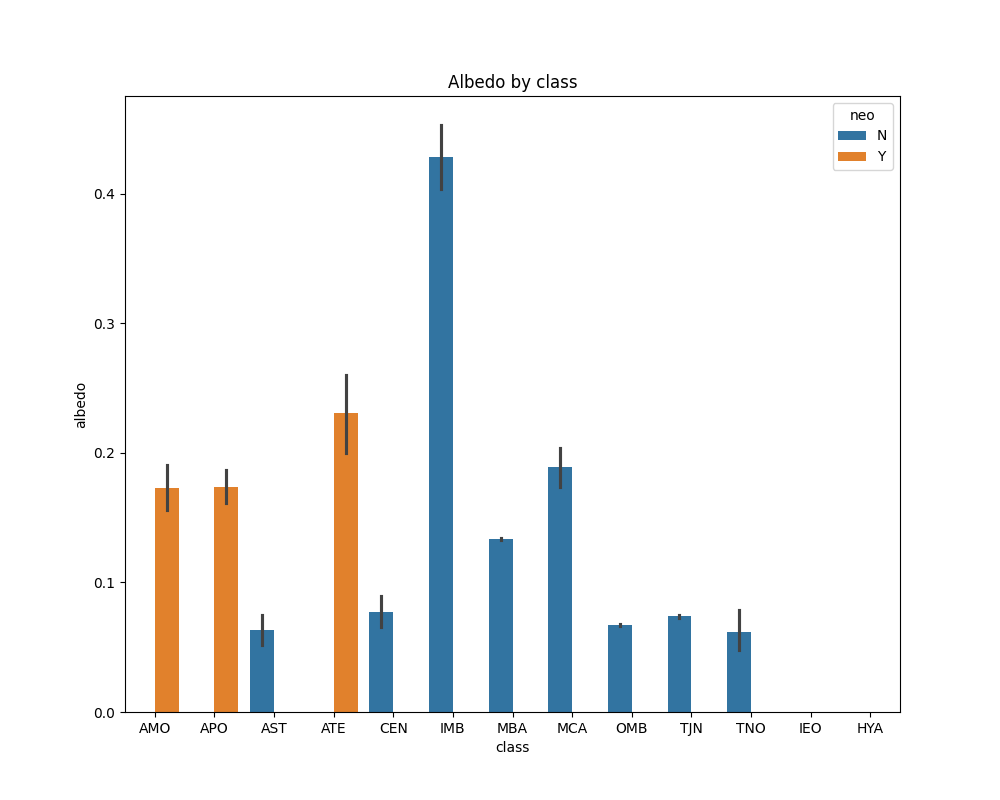 Albedo by class
neo
N
Y
albedo
0.4
0.3
0.2
0.1
0.0
AMO APO AST ATE CEN IMB MBA MCA OMB TJN TNO IEO HYA
class